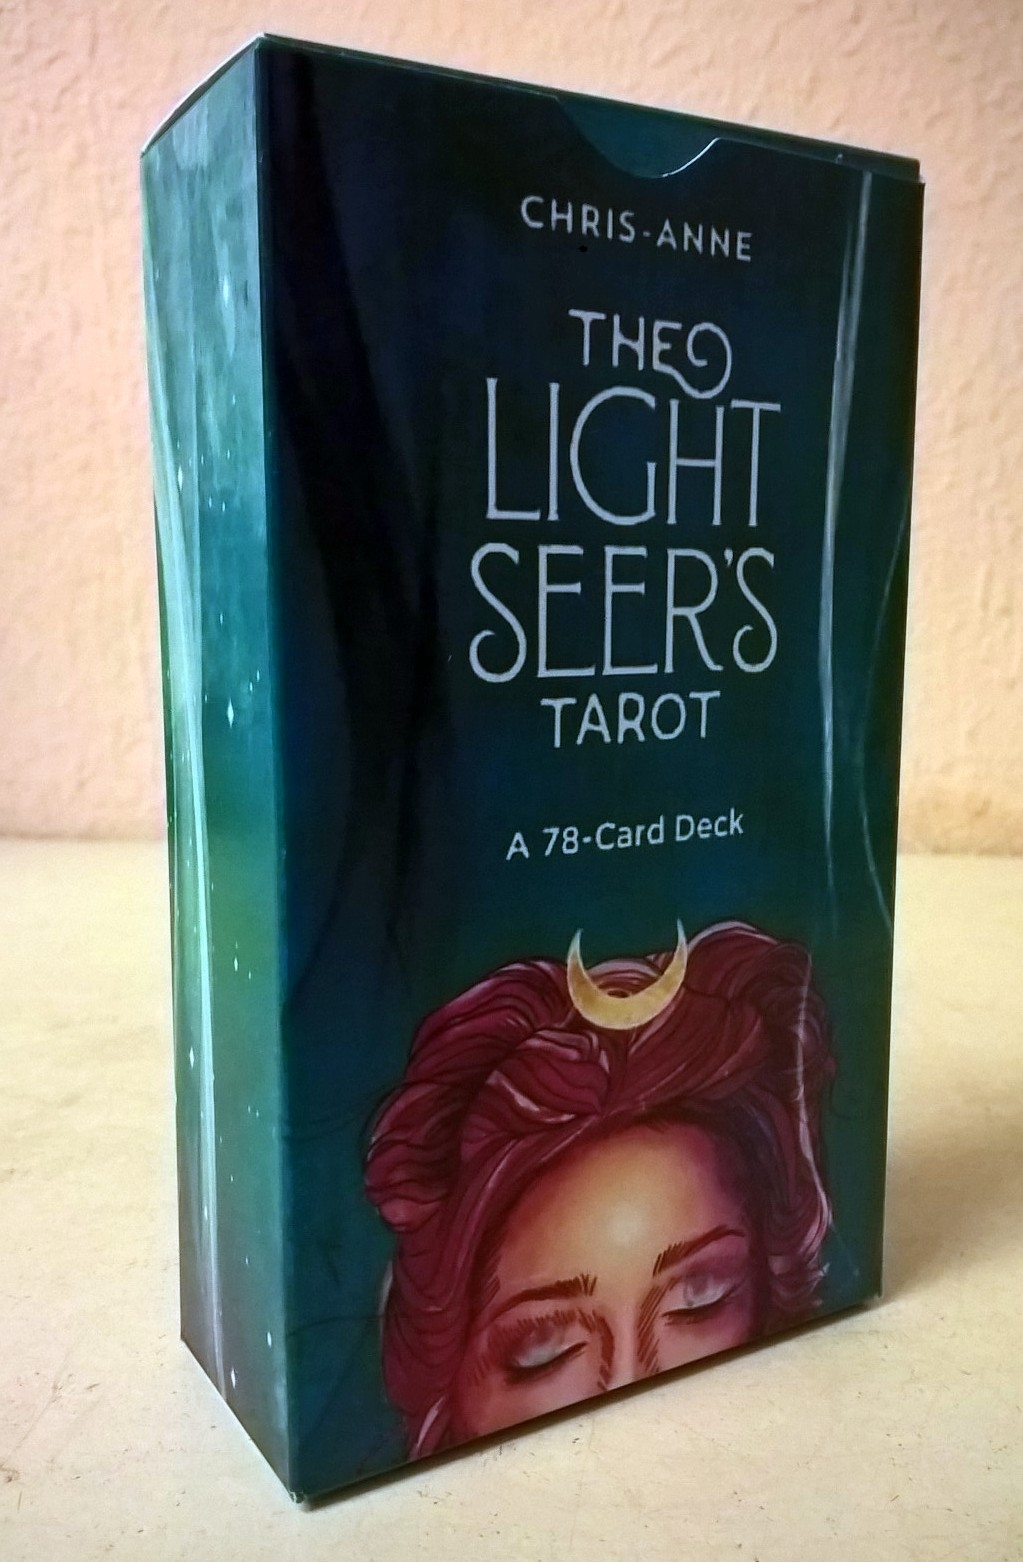 CHRIS-ANNE
THE
LIGHT
SEER'S
TAROT
A 78-Card Deck